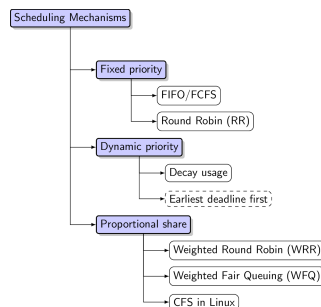 Scheduling Mechanisms
Fixed priority
FIFO/FCFS
Round Robin (RR)
Dynamic priority
Decay usage
Earliest deadline first
Proportional share
Weighted Round Robin (WRR)
Weighted Fair Queuing (WFQ)
CFS in Linux